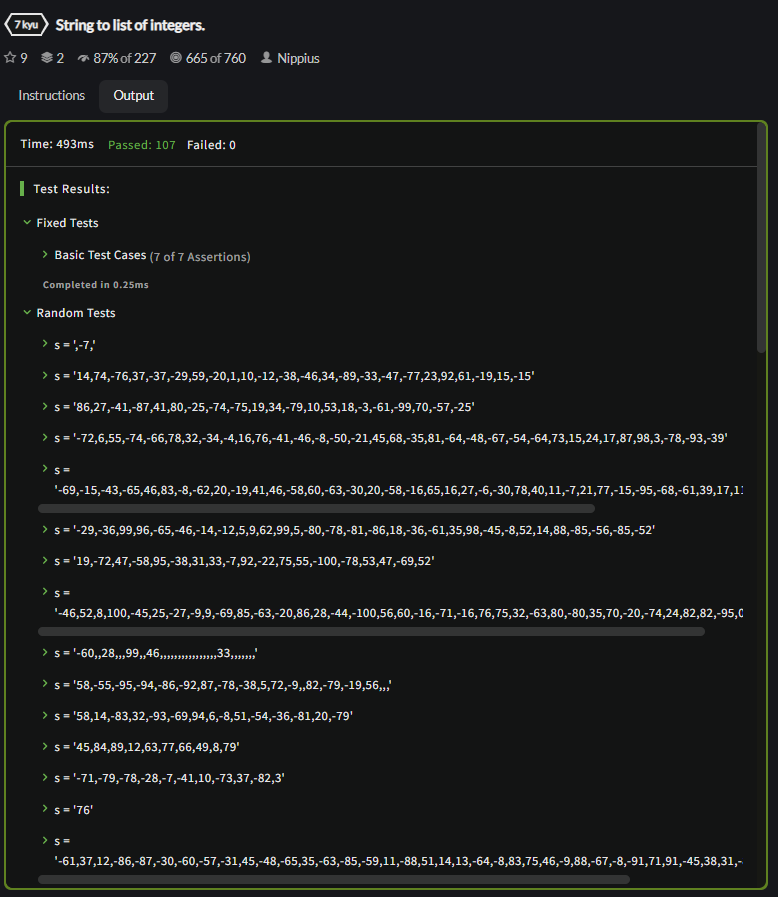 7 kyu String to list of integers.
9 2 87% of 227 665 of 760 Nippius
Instructions Output
Time: 493ms Passed: 107 Failed: 0
Test Results:
Fixed Tests
Basic Test Cases (7 of 7 Assertions)
Completed in 0.25ms
Random Tests
s = ',-7,'
s = '14,74,-76,37,-37,-29,59,-20,1,10,-12,-38,-46,34,-89,-33,-47,-77,23,92,61,-19,15,-15'
s = '86,27,-41,-87,41,80,-25,-74,-75,19,34,-79,10,53,18,-3,-61,-99,70,-57,-25'
s = '-72,6,55,-74,-66,78,32,-34,-4,16,76,-41,-46,-8,-50,-21,45,68,-35,81,-64,-48,-67,-54,-64,73,15,24,17,87,98,3,-78,-93,-39'
s =
'-69,-15,-43,-65,46,83,-8,-62,20,-19,41,46,-58,60,-63,-30,20,-58,-16,65,16,27,-6,-30,78,40,11,-7,21,77,-15,-95,-68,-61,39,17,11
s = '-29,-36,99,96,-65,-46,-14,-12,5,9,62,99,5,-80,-78,-81,-86,18,-36,-61,35,98,-45,-8,52,14,88,-85,-56,-85,-52'
s = '19,-72,47,-58,95,-38,31,33,-7,92,-22,75,55,-100,-78,53,47,-69,52'
s =
'-46,52,8,100,-45,25,-27,-9,9,-69,85,-63,-20,86,28,-44,-100,56,60,-16,-71,-16,76,75,32,-63,80,-80,35,70,-20,-74,24,82,82,-95,0
s = '-60,,28,,,99,,46,,,,,,,,,,,,,,,,33,,,,,,,'
s = '58,-55,-95,-94,-86,-92,87,-78,-38,5,72,-9,,82,-79,-19,56,,,'
s = '58,14,-83,32,-93,-69,94,6,-8,51,-54,-36,-81,20,-79'
s = '45,84,89,12,63,77,66,49,8,79'
s = '-71,-79,-78,-28,-7,-41,10,-73,37,-82,3'
s = '76'
s =
'-61,37,12,-86,-87,-30,-60,-57,-31,45,-48,-65,35,-63,-85,-59,11,-88,51,14,13,-64,-8,83,75,46,-9,88,-67,-8,-91,71,91,-45,38,31,-